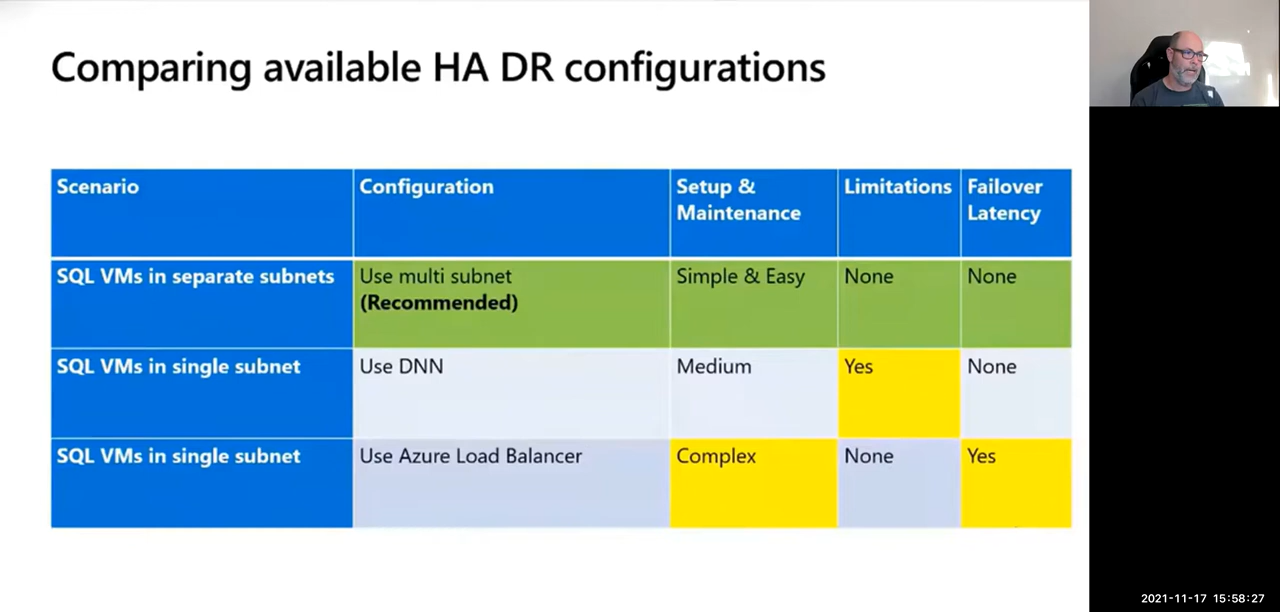 Comparing available HA DR configurations
Scenario
Configuration
Setup &
Maintenance
Limitations
Failover
Latency
SQL VMs in separate subnets
Use multi subnet
(Recommended)
Simple & Easy
None
None
SQL VMs in single subnet
Use DNN
Medium
Yes
None
SQL VMs in single subnet
Use Azure Load Balancer
Complex
None
Yes
2021-11-17 15:58:27